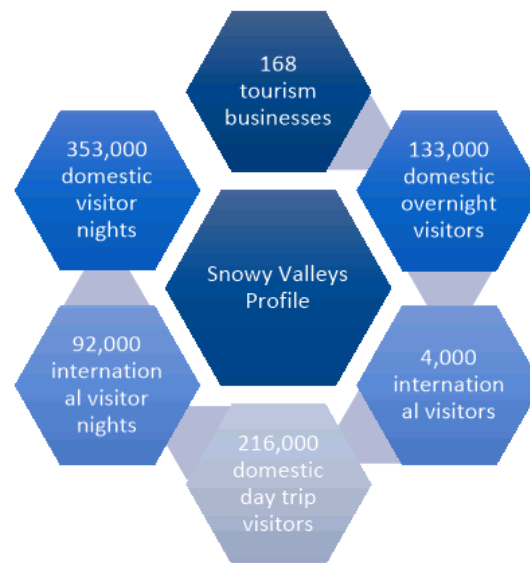 168
tourism
businesses
133,000
domestic
overnight
visitors
4,000
internation
al visitors
216,000
domestic
day trip
visitors
92,000
internation
al visitor
nights
353,000
domestic
visitor
nights
Snowy Valleys
Profile